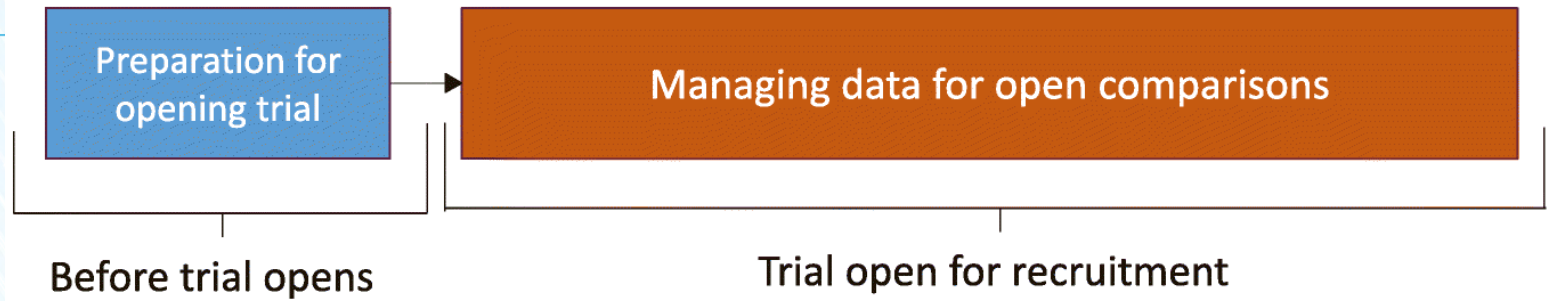 Preparation for
opening trial
Managing data for open comparisons
Before trial opens
Trial open for recruitment